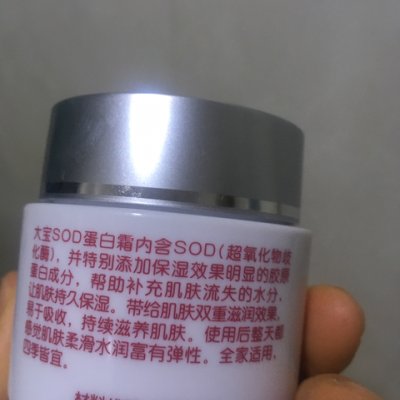 大宝SOD蛋白霜内含SOD(超氧化物歧
化酶)，并特别添加保湿效果明显的胶原
蛋白成分，帮助补充肌肤流失的水分，
让肌肤持久保湿。带给肌肤双重滋润效果，
易于吸收，持续滋养肌肤。使用后整天都
感觉肌肤柔滑水润富有弹性。全家适用，
四季皆宜。